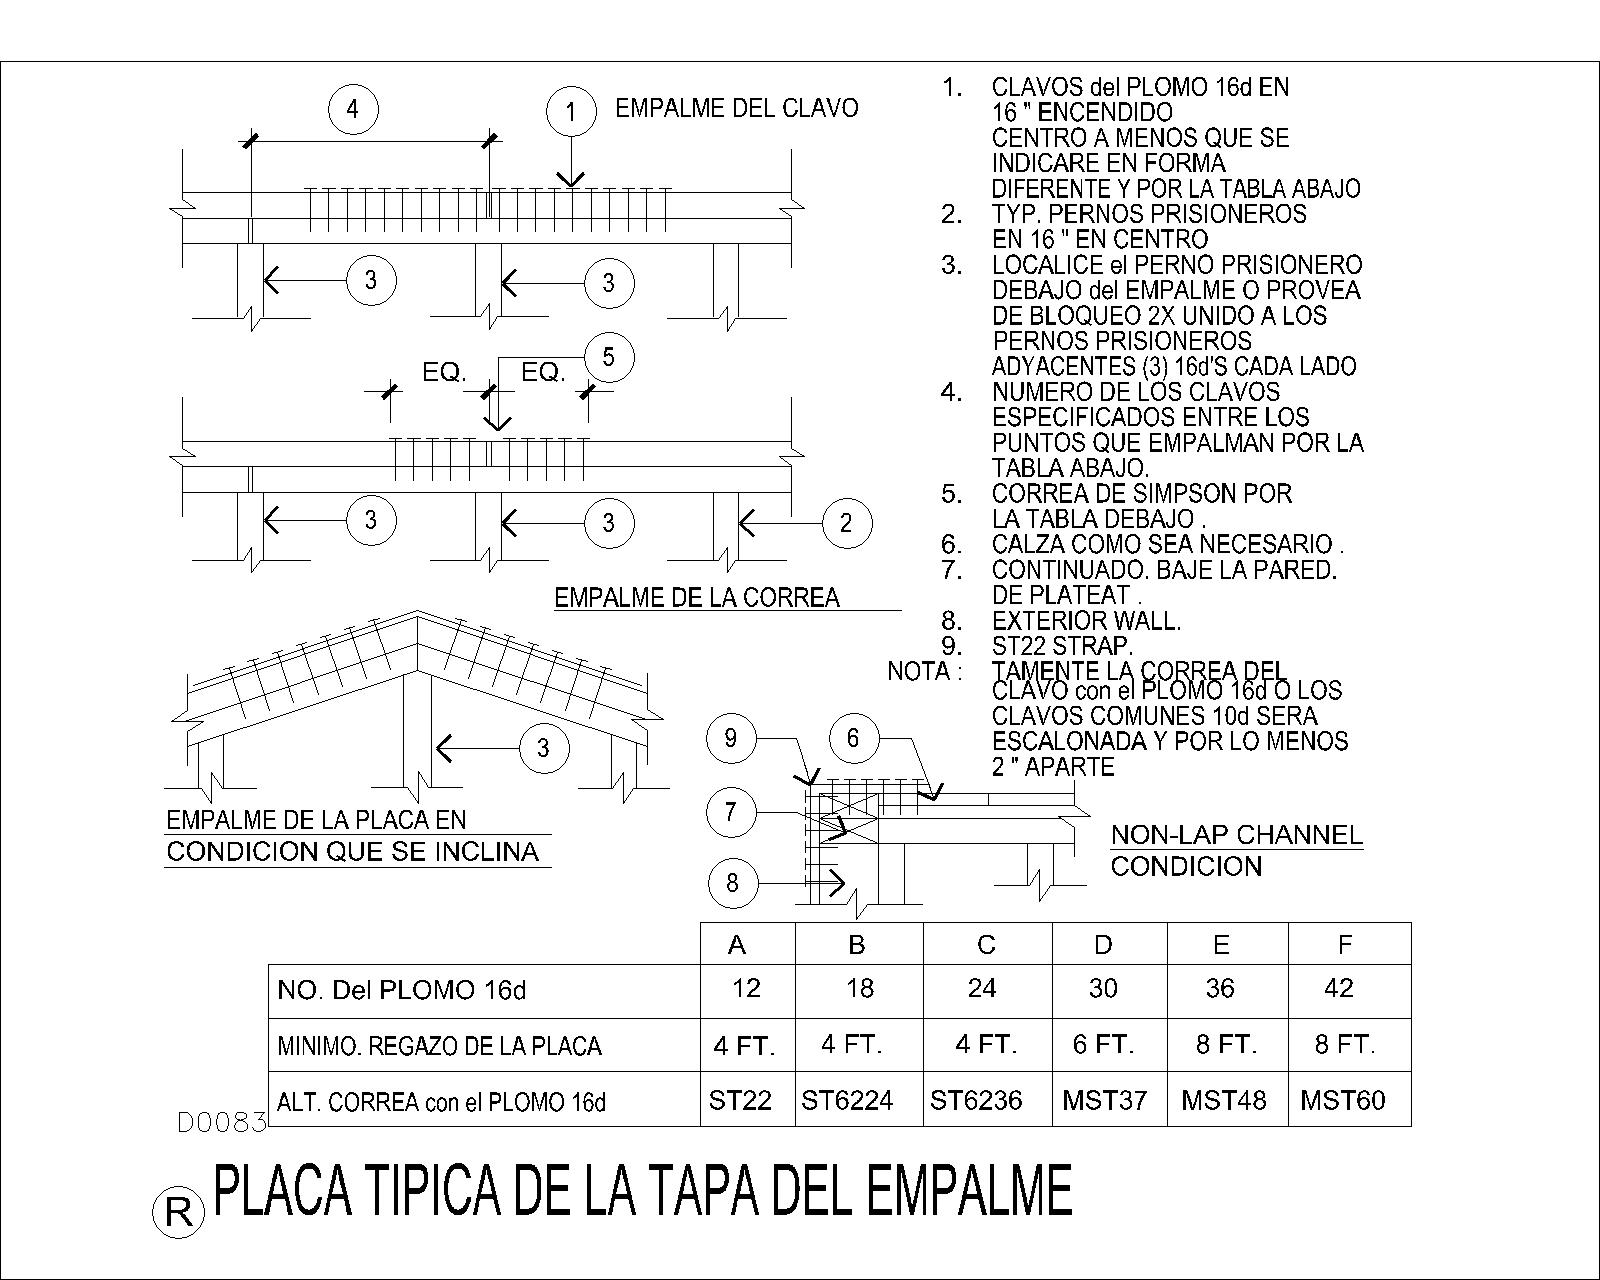 4
1
EMPALME DEL CLAVO
3
3
5
EQ.
EQ.
3
3
2
EMPALME DE LA CORREA
3
EMPALME DE LA PLACA EN
CONDICION QUE SE INCLINA
1. CLAVOS del PLOMO 16d EN
16 " ENCENDIDO
CENTRO A MENOS QUE SE
INDICARE EN FORMA
DIFERENTE Y POR LA TABLA ABAJO
2. TYP. PERNOS PRISIONEROS
EN 16 " EN CENTRO
3. LOCALICE el PERNO PRISIONERO
DEBAJO del EMPALME O PROVEA
DE BLOQUEO 2X UNIDO A LOS
PERNOS PRISIONEROS
ADYACENTES (3) 16d'S CADA LADO
4. NUMERO DE LOS CLAVOS
ESPECIFICADOS ENTRE LOS
PUNTOS QUE EMPALMAN POR LA
TABLA ABAJO.
5. CORREA DE SIMPSON POR
LA TABLA DEBAJO .
6. CALZA COMO SEA NECESARIO .
7. CONTINUADO. BAJE LA PARED.
DE PLATEAT .
8. EXTERIOR WALL.
9. ST22 STRAP.
NOTA : TAMENTE LA CORREA DEL
CLAVO con el PLOMO 16d O LOS
CLAVOS COMUNES 10d SERA
ESCALONADA Y POR LO MENOS
2 " APARTE
9
6
7
8
NON-LAP CHANNEL
CONDICION
A B C D E F
NO. Del PLOMO 16d 12 18 24 30 36 42
MINIMO. REGAZO DE LA PLACA 4 FT. 4 FT. 4 FT. 6 FT. 8 FT. 8 FT.
ALT. CORREA con el PLOMO 16d ST22 ST6224 ST6236 MST37 MST48 MST60
D0083
R PLACA TIPICA DE LA TAPA DEL EMPALME